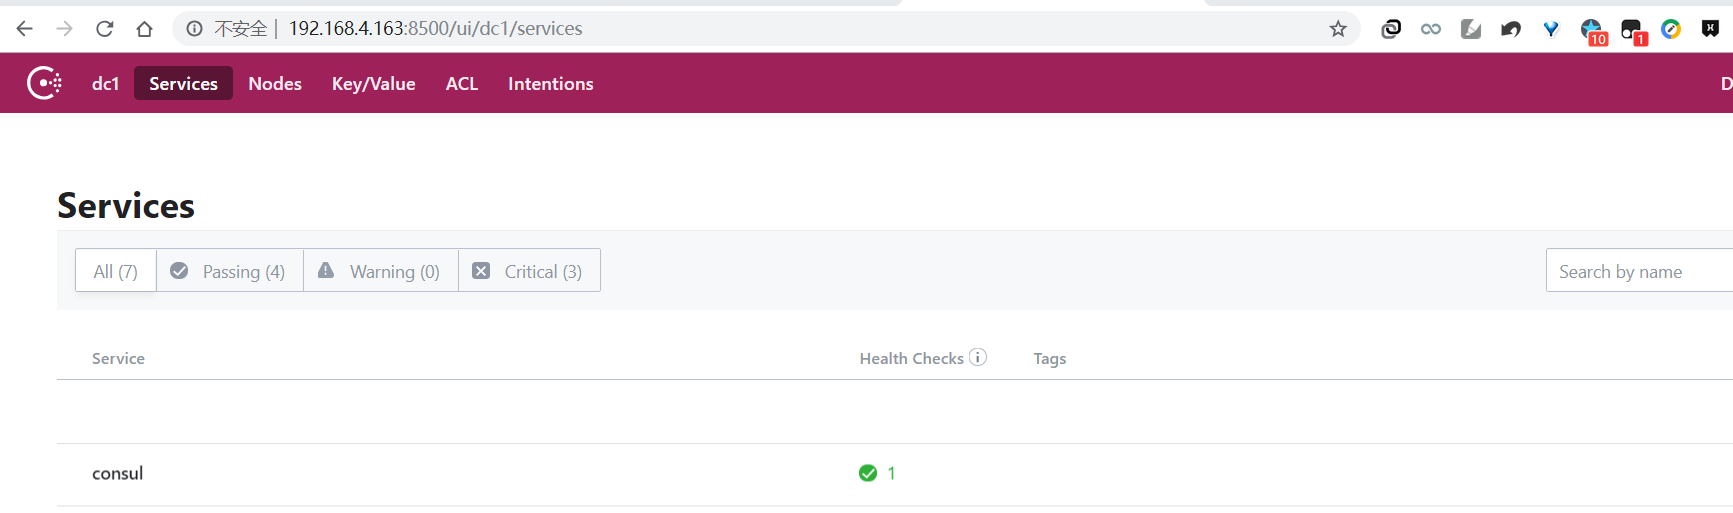 不安全 | 192.168.4.163:8500/ui/dc1/services
10
1
dc1 Services Nodes Key/Value ACL Intentions D
Services
All (7) Passing (4) Warning (0) Critical (3) Search by name
Service Health Checks Tags
consul 1